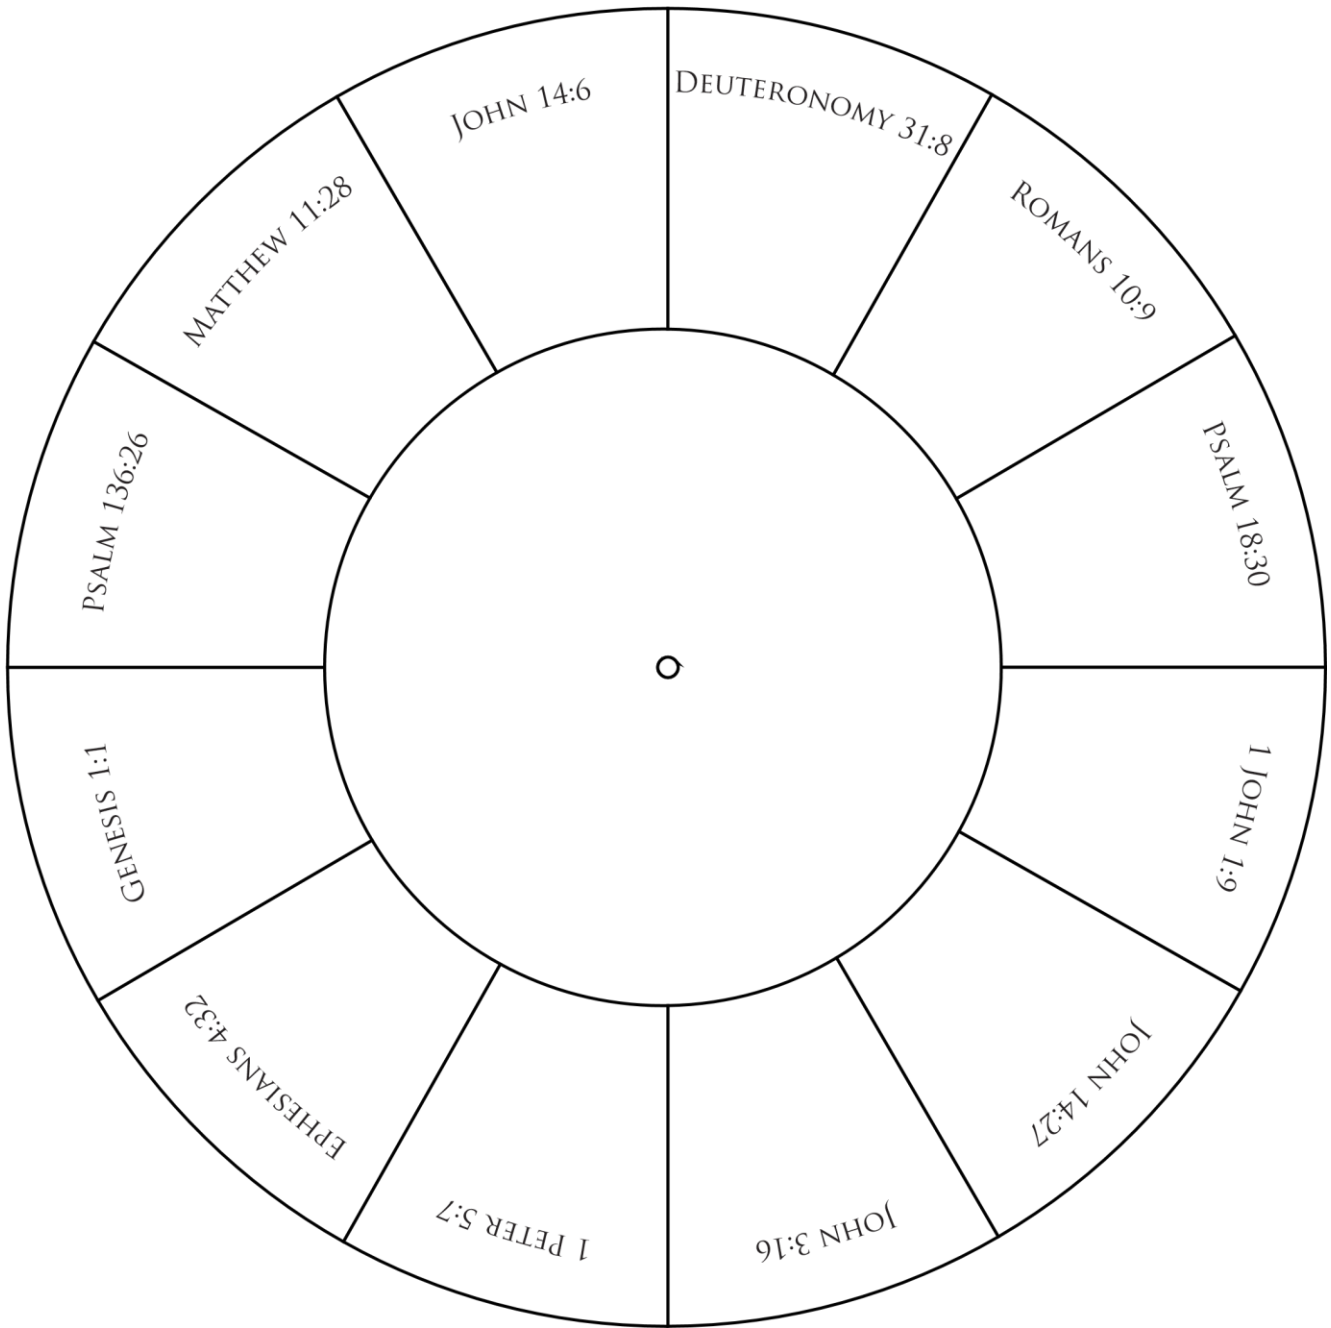 Deuteronomy 31:8
Romans 10:9
Psalm 18:30
1 John 1:9
John 14:27
John 3:16
1 Peter 5:7
Ephesians 4:32
Genesis 1:1
Psalm 136:26
Matthew 11:28
John 14:6